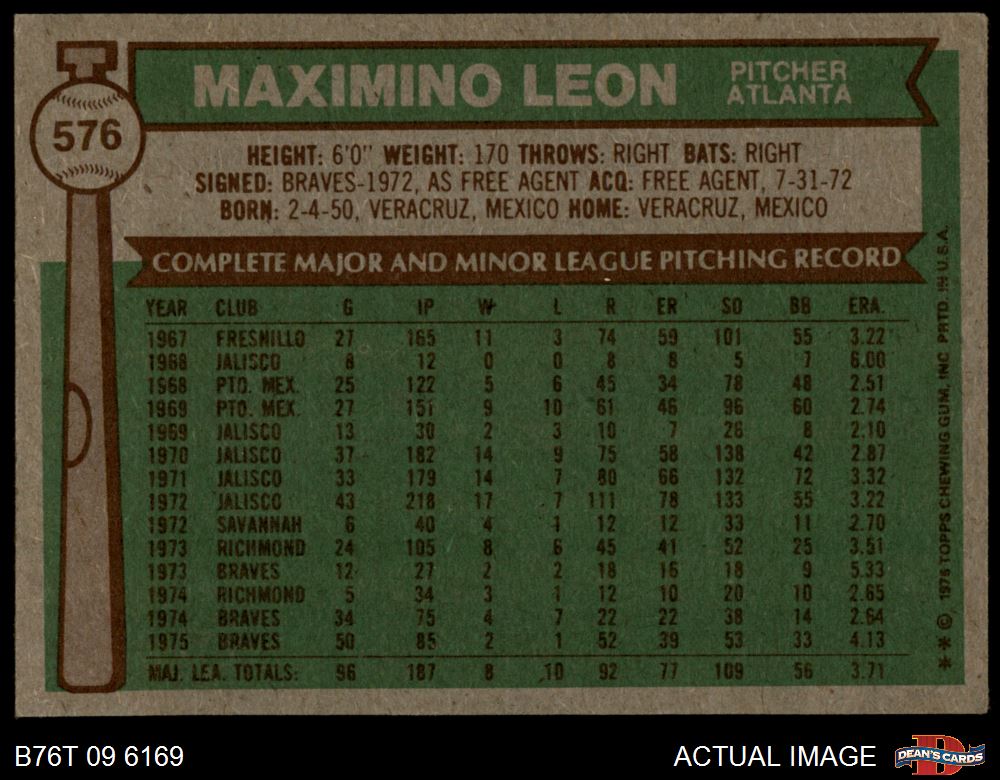 576
MAXIMINO LEON
PITCHER
ATLANTA
HEIGHT: 6'0" WEIGHT: 170 THROWS: RIGHT BATS: RIGHT
SIGNED: BRAVES-1972, AS FREE AGENT ACQ: FREE AGENT, 7-31-72
BORN: 2-4-50, VERACRUZ, MEXICO HOME: VERACRUZ, MEXICO
COMPLETE MAJOR AND MINOR LEAGUE PITCHING RECORD
YEAR CLUB G IP W L R ER SO BB ERA.
1967 FRESNILLO 27 165 11 3 74 59 101 55 3.22
1968 JALISCO 8 12 0 0 8 8 5 7 6.00
1968 PTO. MEX. 25 122 5 6 45 34 78 48 2.51
1969 PTO. MEX. 27 151 9 10 61 46 96 60 2.74
1969 JALISCO 13 30 2 3 10 7 26 8 2.10
1970 JALISCO 37 182 14 9 75 58 138 42 2.87
1971 JALISCO 33 179 14 7 80 66 132 72 3.32
1972 JALISCO 43 218 17 7 111 78 133 55 3.22
1972 SAVANNAH 6 40 4 1 12 12 33 11 2.70
1973 RICHMOND 24 105 8 6 45 41 52 25 3.51
1973 BRAVES 12 27 2 2 18 16 18 9 5.33
1974 RICHMOND 5 34 3 1 12 10 20 10 2.65
1974 BRAVES 34 75 4 7 22 22 38 14 2.64
1975 BRAVES 50 85 2 1 52 39 53 33 4.13
MAJ. LEA. TOTALS: 96 187 8 10 92 77 109 56 3.71
** © 1976 TOPPS CHEWING GUM, INC. PRTD. IN U.S.A.
B76T 09 6169
ACTUAL IMAGE
D
DEAN'S CARDS